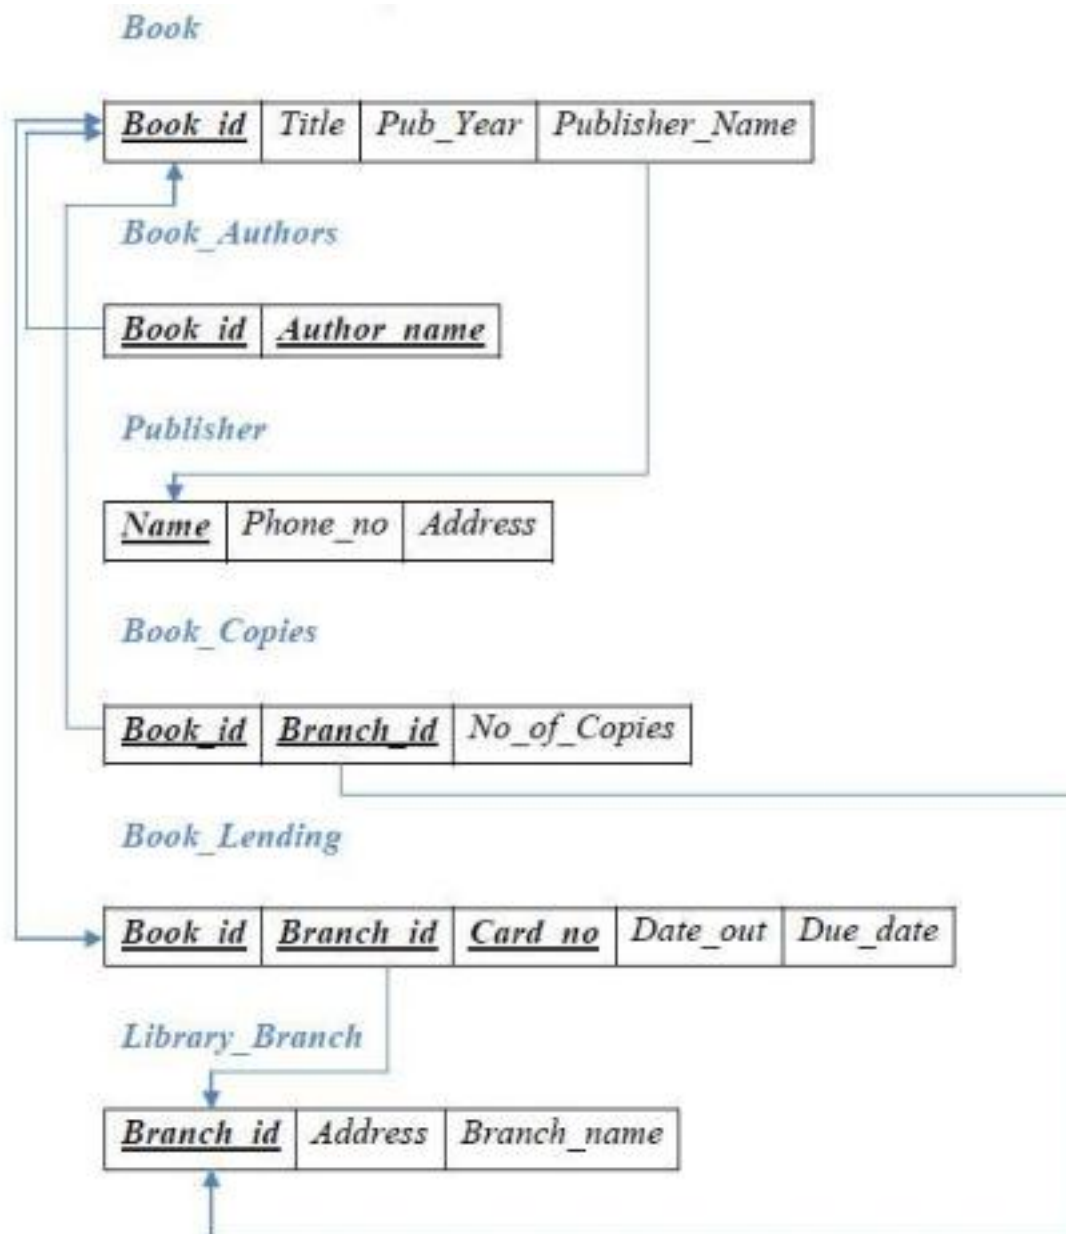 Book
Book_id Title Pub_Year Publisher_Name
Book_Authors
Book_id Author_name
Publisher
Name Phone_no Address
Book_Copies
Book_id Branch_id No_of_Copies
Book_Lending
Book_id Branch_id Card_no Date_out Due_date
Library_Branch
Branch_id Address Branch_name